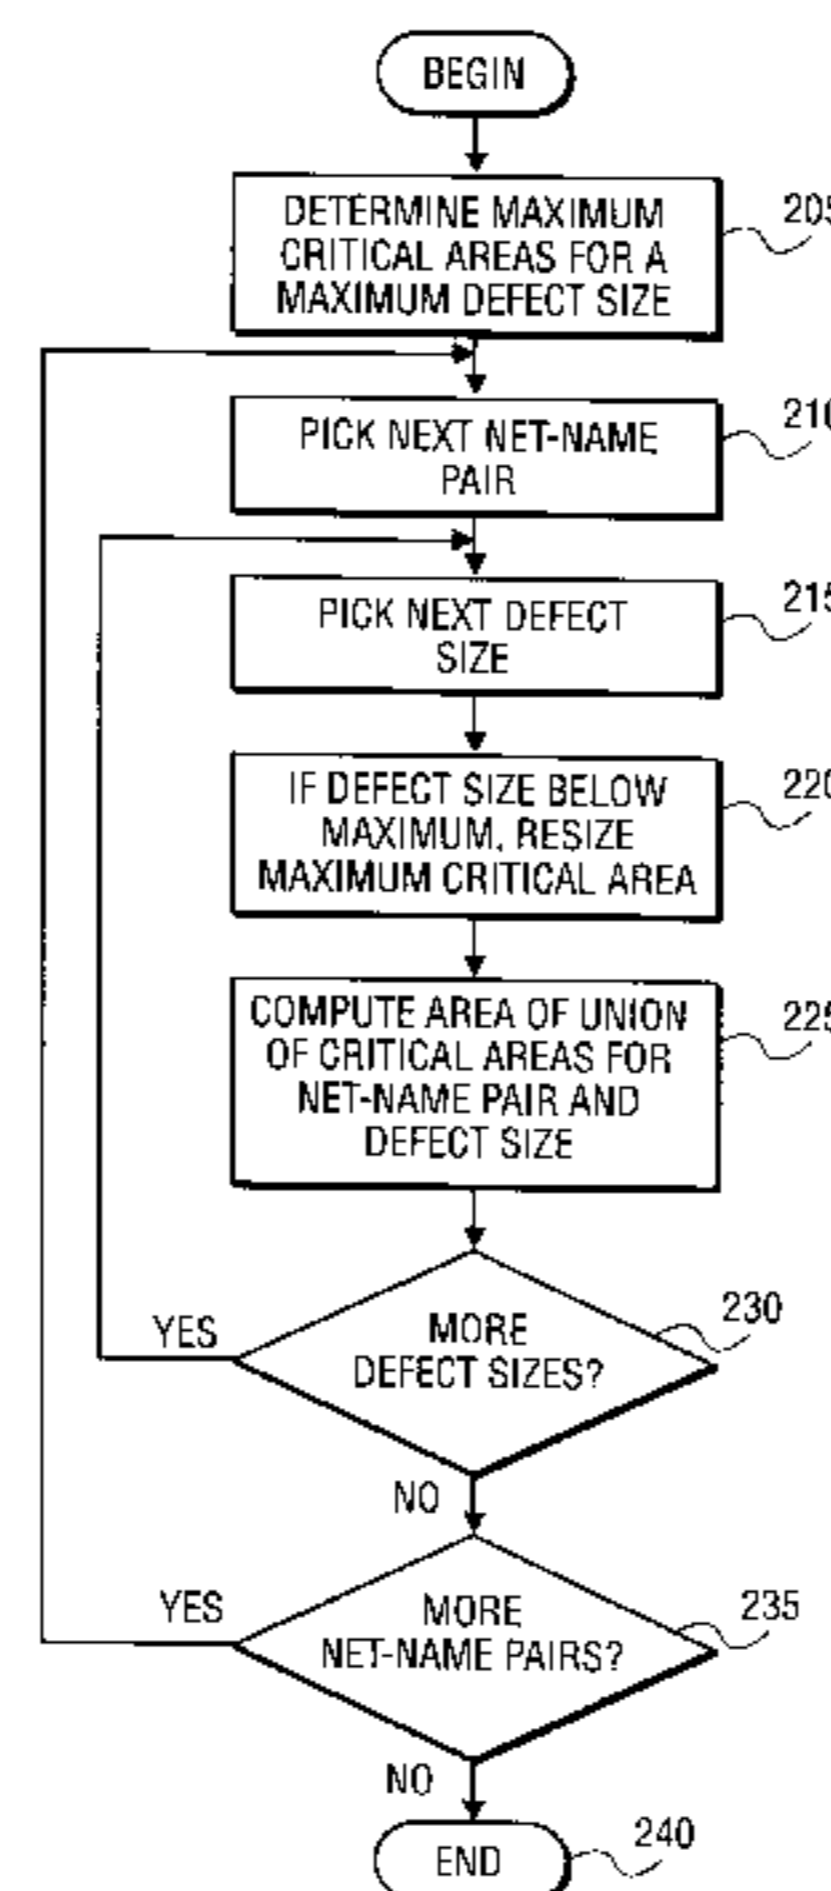 BEGIN
DETERMINE MAXIMUM
CRITICAL AREAS FOR A
MAXIMUM DEFECT SIZE
205
PICK NEXT NET-NAME
PAIR
210
PICK NEXT DEFECT
SIZE
215
IF DEFECT SIZE BELOW
MAXIMUM, RESIZE
MAXIMUM CRITICAL AREA
220
COMPUTE AREA OF UNION
OF CRITICAL AREAS FOR
NET-NAME PAIR AND
DEFECT SIZE
225
MORE
DEFECT SIZES?
230
YES
NO
MORE
NET-NAME PAIRS?
235
YES
NO
END
240